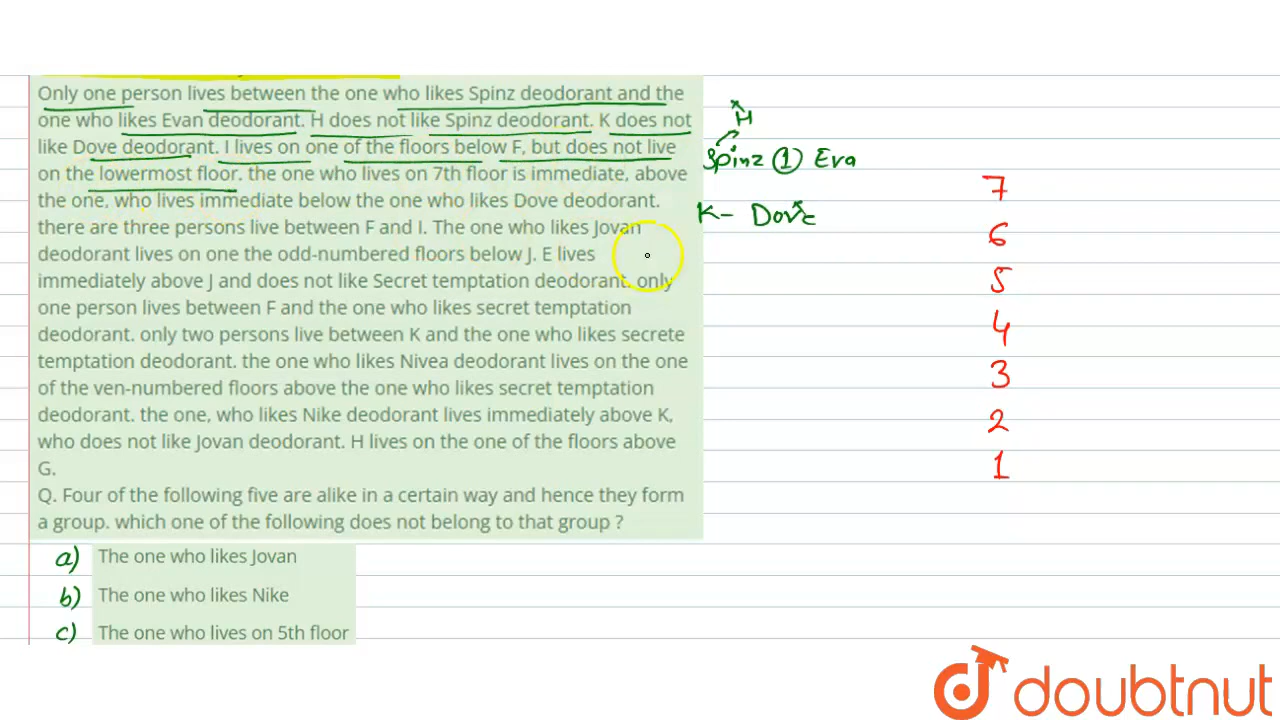 Only one person lives between the one who likes Spinz deodorant and the
one who likes Evan deodorant. H does not like Spinz deodorant. K does not
like Dove deodorant. I lives on one of the floors below F, but does not live
on the lowermost floor. the one who lives on 7th floor is immediate, above
the one, who lives immediate below the one who likes Dove deodorant.
there are three persons live between F and I. The one who likes Jovan
deodorant lives on one the odd-numbered floors below J. E lives
immediately above J and does not like Secret temptation deodorant. only
one person lives between F and the one who likes secret temptation
deodorant. only two persons live between K and the one who likes secrete
temptation deodorant. the one who likes Nivea deodorant lives on the one
of the ven-numbered floors above the one who likes secret temptation
deodorant. the one, who likes Nike deodorant lives immediately above K,
who does not like Jovan deodorant. H lives on the one of the floors above
G.
Q. Four of the following five are alike in a certain way and hence they form
a group. which one of the following does not belong to that group ?
a) The one who likes Jovan
b) The one who likes Nike
c) The one who lives on 5th floor
H
Spinz 1 Eva
K- Dove
7
6
5
4
3
2
1
doubtnut